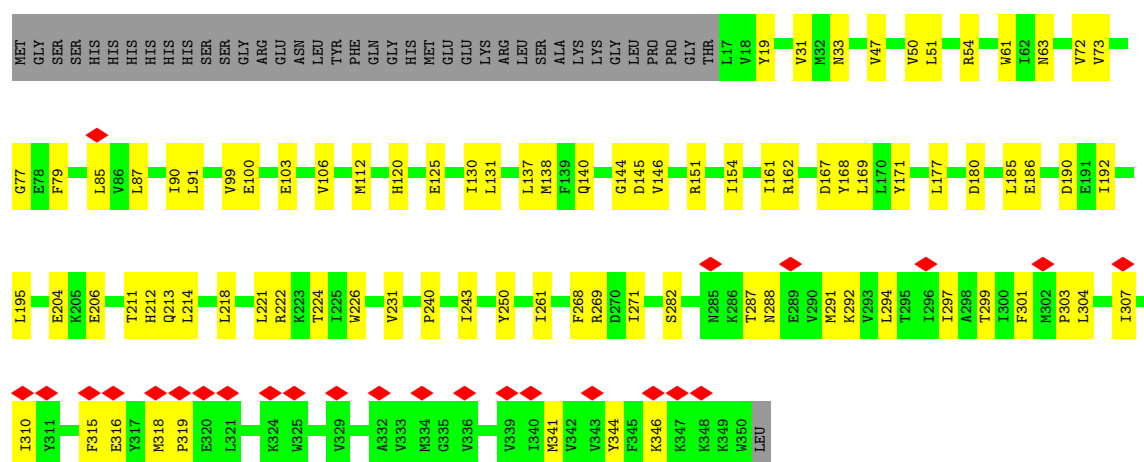 MET GLY SER SER HIS HIS HIS HIS HIS HIS HIS SER SER GLY ARG GLU ASN LEU TYR PHE GLN GLY HIS MET GLU GLU LYS ARG LEU SER ALA LYS LYS GLY LEU PRO PRO GLY THR L17 V18 Y19 V31 M32 N33 V47 V50 L51 R54 W61 I62 N63 V72 V73
G77 E78 F79 L85 V86 L87 I90 L91 V99 E100 E103 V106 M112 H120 E125 I130 L131 L137 M138 F139 Q140 G144 D145 V146 R151 I154 I161 R162 D167 Y168 L169 L170 Y171 L177 D180 L185 E186 D190 E191 I192
L195 E204 K205 E206 T211 H212 Q213 L214 L218 L221 R222 K223 T224 I225 W226 V231 P240 I243 Y250 I261 F268 R269 D270 I271 S282 N285 K286 T287 N288 E289 V290 M291 K292 V293 L294 T295 I296 I297 A298 T299 I300 F301 M302 P303 L304 I307
I310 Y311 F315 E316 Y317 M318 P319 E320 L321 K324 W325 V329 A332 V333 M334 G335 V336 V339 I340 M341 V342 V343 Y344 F345 K346 K347 K348 K349 W350 LEU